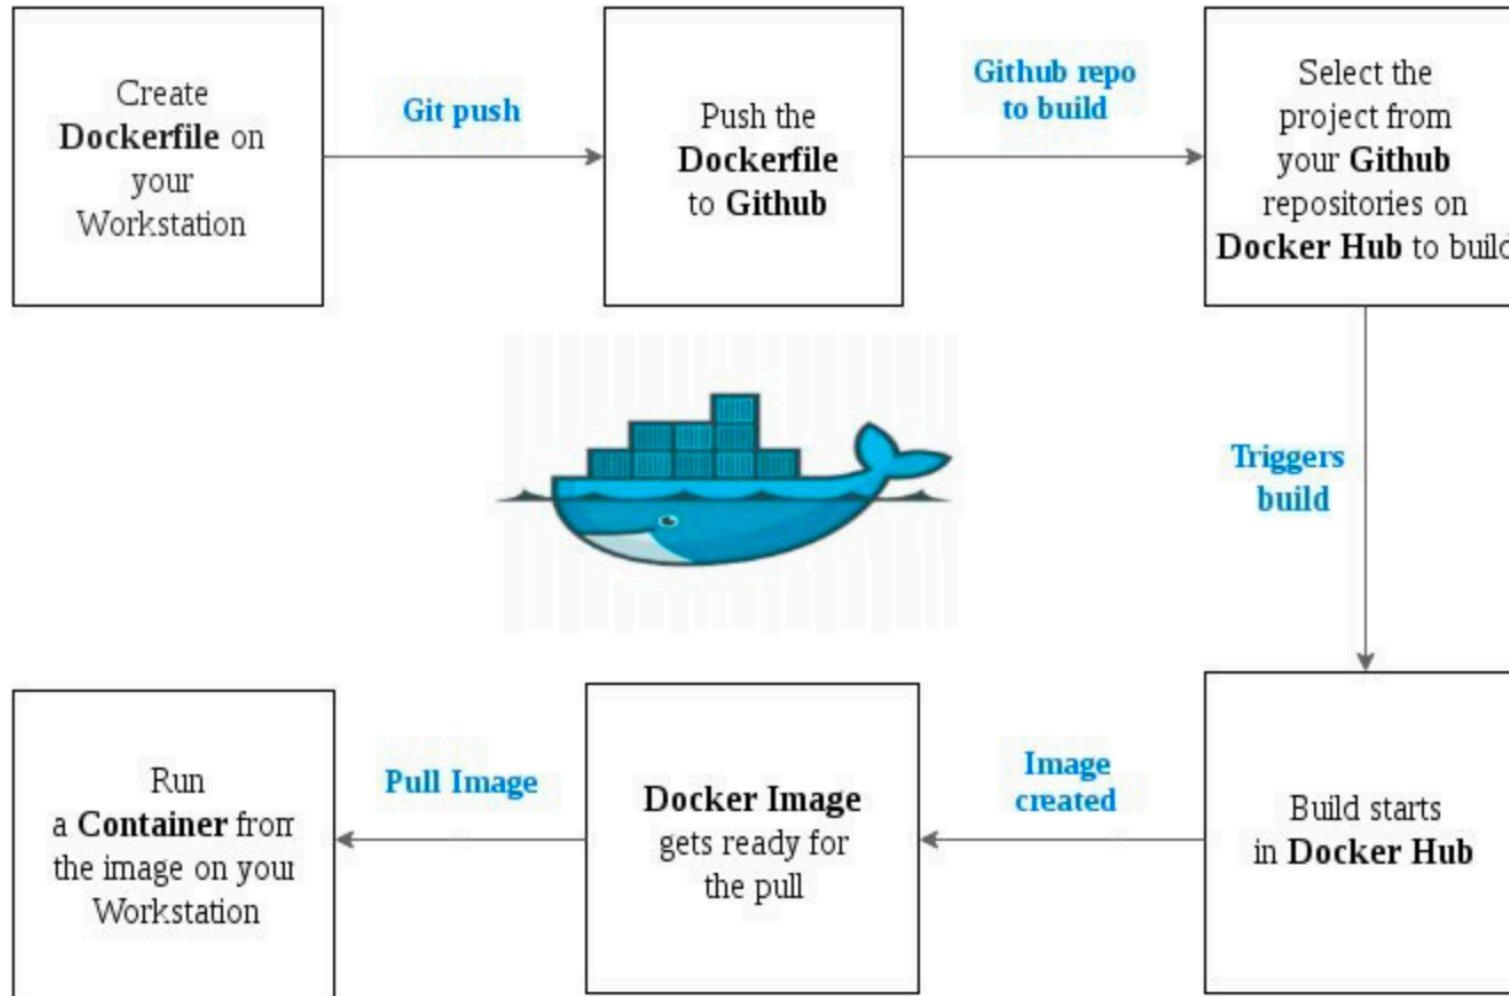 Create
Dockerfile on
your
Workstation
Git push
Push the
Dockerfile
to Github
Github repo
to build
Select the
project from
your Github
repositories on
Docker Hub to build
Triggers
build
Build starts
in Docker Hub
Image
created
Docker Image
gets ready for
the pull
Pull Image
Run
a Container from
the image on your
Workstation